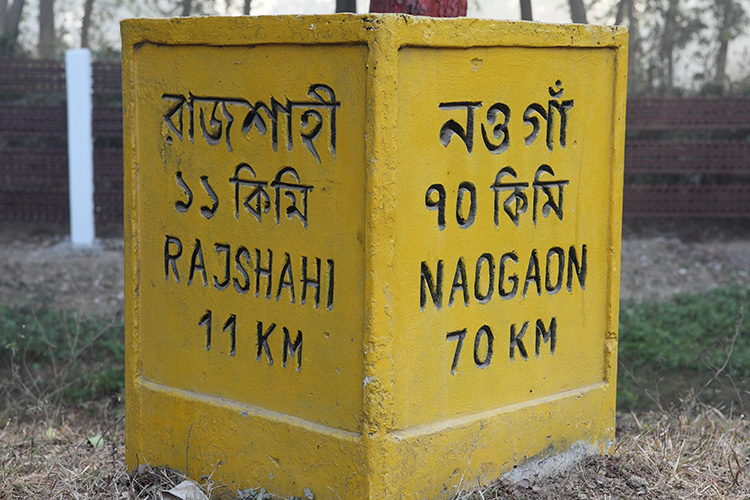 রাজশাহী
১১ কিমি
RAJSHAHI
11 KM
নওগাঁ
৭০ কিমি
NAOGAON
70 KM